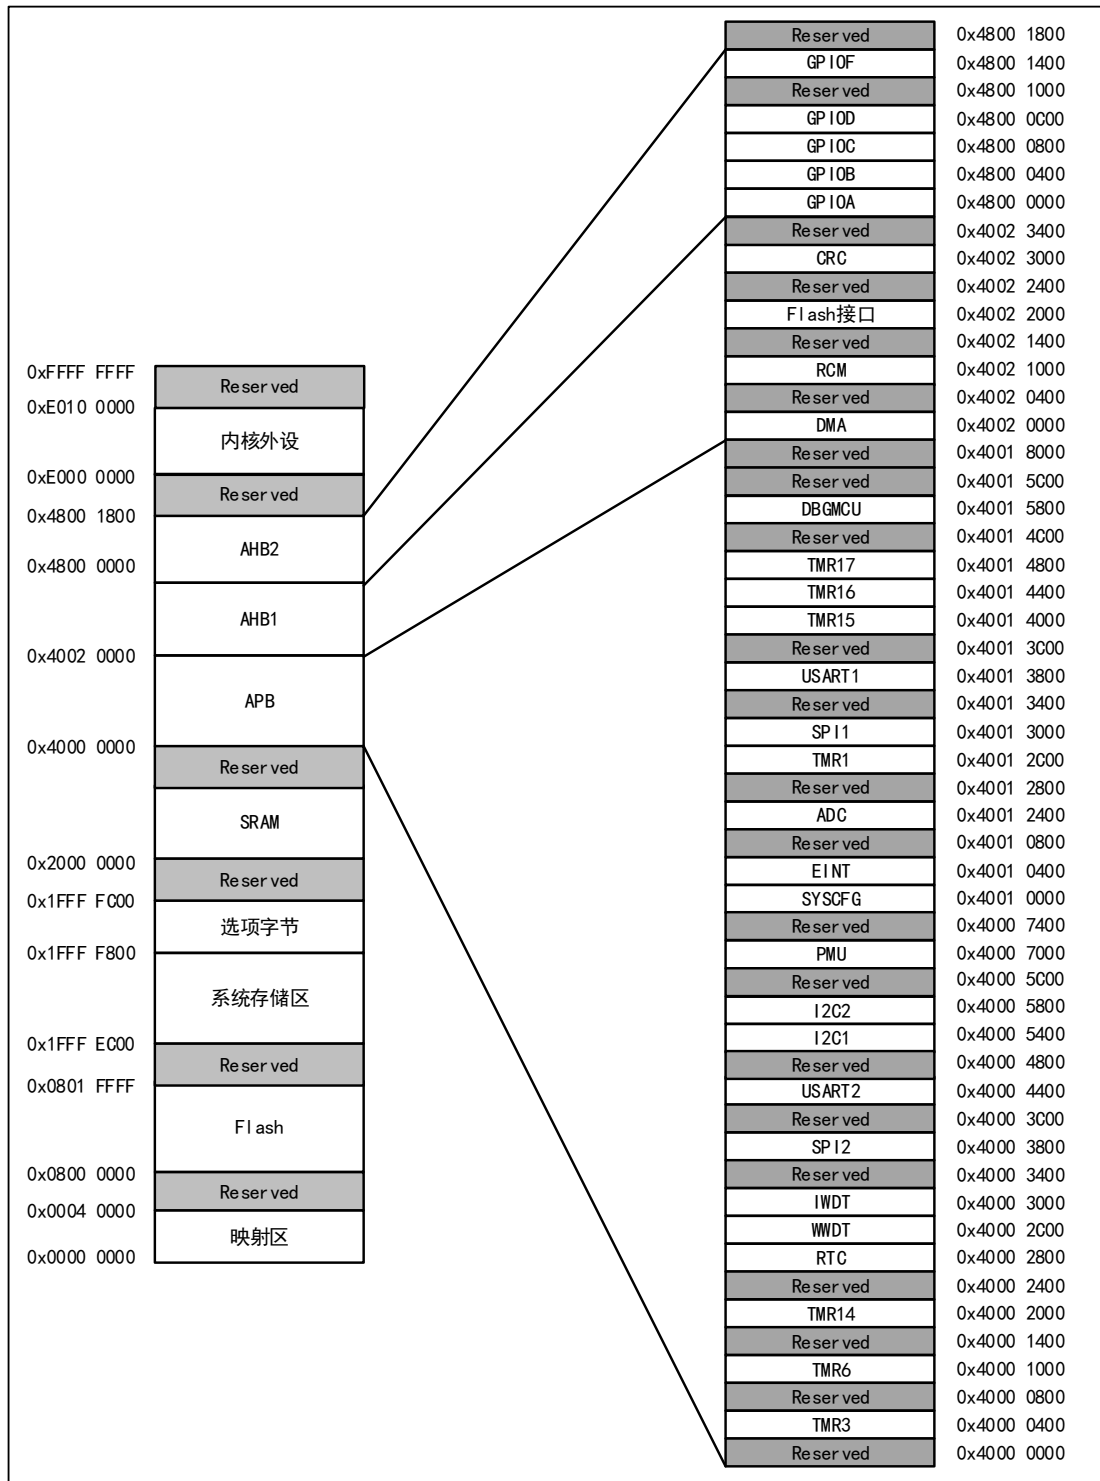 Reserved 0x4800 1800
GPIOF 0x4800 1400
Reserved 0x4800 1000
GPIOD 0x4800 0C00
GPIOC 0x4800 0800
GPIOB 0x4800 0400
GPIOA 0x4800 0000
Reserved 0x4002 3400
CRC 0x4002 3000
Reserved 0x4002 2400
Flash接口 0x4002 2000
Reserved 0x4002 1400
RCM 0x4002 1000
Reserved 0x4002 0400
DMA 0x4002 0000
Reserved 0x4001 8000
Reserved 0x4001 5C00
DBGMCU 0x4001 5800
Reserved 0x4001 4C00
TMR17 0x4001 4800
TMR16 0x4001 4400
TMR15 0x4001 4000
Reserved 0x4001 3C00
USART1 0x4001 3800
Reserved 0x4001 3400
SPI1 0x4001 3000
TMR1 0x4001 2C00
Reserved 0x4001 2800
ADC 0x4001 2400
Reserved 0x4001 0800
EINT 0x4001 0400
SYSCFG 0x4001 0000
Reserved 0x4000 7400
PMU 0x4000 7000
Reserved 0x4000 5C00
I2C2 0x4000 5800
I2C1 0x4000 5400
Reserved 0x4000 4800
USART2 0x4000 4400
Reserved 0x4000 3C00
SPI2 0x4000 3800
Reserved 0x4000 3400
IWDT 0x4000 3000
WWDT 0x4000 2C00
RTC 0x4000 2800
Reserved 0x4000 2400
TMR14 0x4000 2000
Reserved 0x4000 1400
TMR6 0x4000 1000
Reserved 0x4000 0800
TMR3 0x4000 0400
Reserved 0x4000 0000
0xFFFF FFFF
Reserved
0xE010 0000
内核外设
0xE000 0000
Reserved
0x4800 1800
AHB2
0x4800 0000
AHB1
0x4002 0000
APB
0x4000 0000
Reserved
SRAM
0x2000 0000
Reserved
0x1FFF FC00
选项字节
0x1FFF F800
系统存储区
0x1FFF EC00
Reserved
0x0801 FFFF
Flash
0x0800 0000
Reserved
0x0004 0000
映射区
0x0000 0000